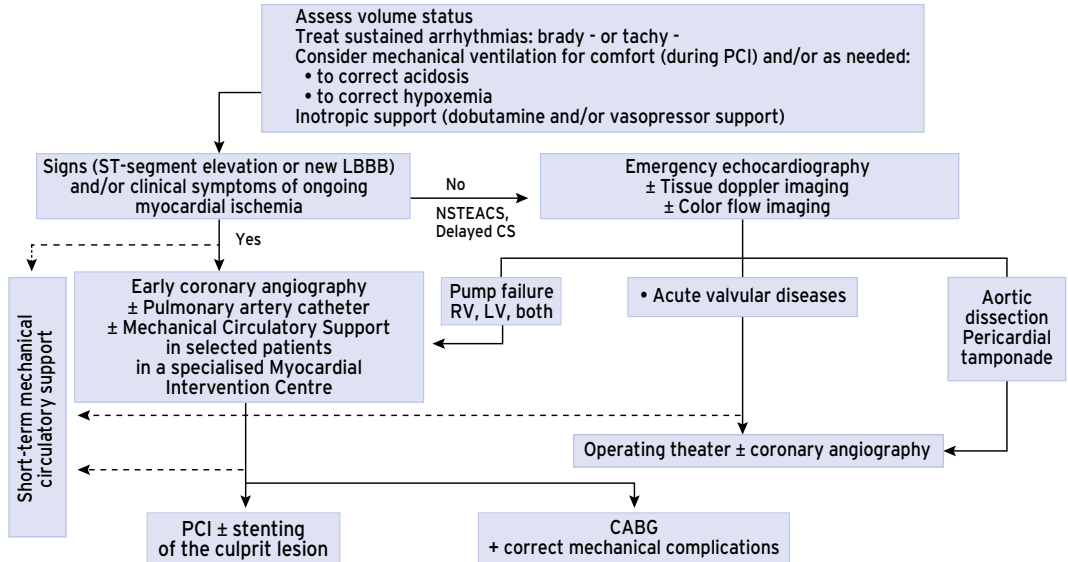 Assess volume status
Treat sustained arrhythmias: brady - or tachy -
Consider mechanical ventilation for comfort (during PCI) and/or as needed:
• to correct acidosis
• to correct hypoxemia
Inotropic support (dobutamine and/or vasopressor support)
Signs (ST-segment elevation or new LBBB)
and/or clinical symptoms of ongoing
myocardial ischemia
No
NSTEACS,
Delayed CS
Emergency echocardiography
± Tissue doppler imaging
± Color flow imaging
Yes
Short-term mechanical
circulatory support
Early coronary angiography
± Pulmonary artery catheter
± Mechanical Circulatory Support
in selected patients
in a specialised Myocardial
Intervention Centre
Pump failure
RV, LV, both
• Acute valvular diseases
Aortic
dissection
Pericardial
tamponade
Operating theater ± coronary angiography
PCI ± stenting
of the culprit lesion
CABG
+ correct mechanical complications